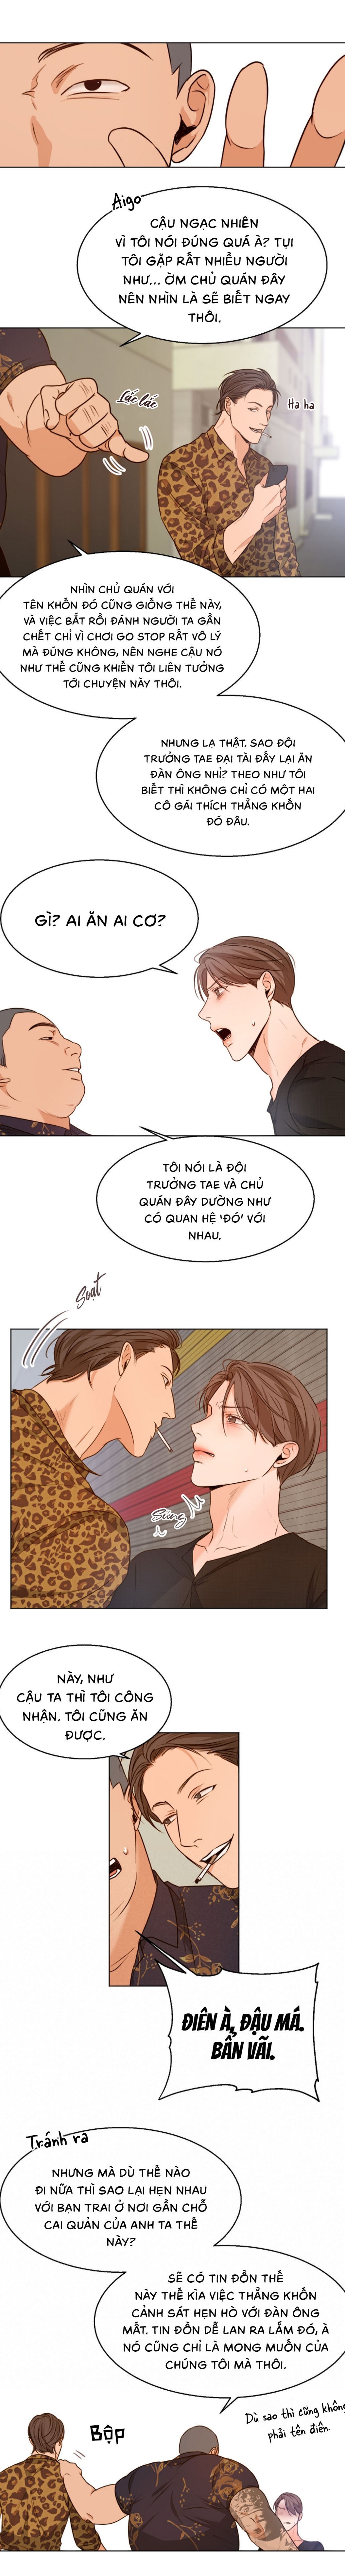 Aigo
CẬU NGẠC NHIÊN
VÌ TÔI NÓI ĐÚNG QUÁ À? TỤI
TÔI GẶP RẤT NHIỀU NGƯỜI
NHƯ... ỜM CHỦ QUÁN ĐÂY
NÊN NHÌN LÀ SẼ BIẾT NGAY
THÔI.
Lắc lắc
Ha ha
NHÌN CHỦ QUÁN VỚI
TÊN KHỐN ĐÓ CŨNG GIỐNG THẾ NÀY,
VÀ VIỆC BẮT RỒI ĐÁNH NGƯỜI TA GẦN
CHẾT CHỈ VÌ CHƠI GO STOP RẤT VÔ LÝ
MÀ ĐÚNG KHÔNG, NÊN NGHE CẬU NÓ
NHƯ THẾ CŨNG KHIẾN TÔI LIÊN TƯỞNG
TỚI CHUYỆN NÀY THÔI.
NHƯNG LẠ THẬT. SAO ĐỘI
TRƯỞNG TAE ĐẠI TÀI ĐẤY LẠI ĂN
ĐÀN ÔNG NHỈ? THEO NHƯ TÔI
BIẾT THÌ KHÔNG CHỈ CÓ MỘT HAI
CÔ GÁI THÍCH THẰNG KHỐN
ĐÓ ĐÂU.
GÌ? AI ĂN AI CƠ?
TÔI NÓI LÀ ĐỘI
TRƯỞNG TAE VÀ CHỦ
QUÁN ĐÂY DƯỜNG NHƯ
CÓ QUAN HỆ 'ĐÓ' VỚI
NHAU.
Soạt
Sừng
NÀY, NHƯ
CẬU TA THÌ TÔI CÔNG
NHẬN. TÔI CŨNG ĂN
ĐƯỢC.
ĐIÊN À, ĐẬU MÁ.
BẨN VÃI.
Tránh ra
NHƯNG MÀ DÙ THẾ NÀO
ĐI NỮA THÌ SAO LẠI HẸN NHAU
VỚI BẠN TRAI Ở NƠI GẦN CHỖ
CAI QUẢN CỦA ANH TA THẾ
NÀY?
SẼ CÓ TIN ĐỒN THẾ
NÀY THẾ KÌA VIỆC THẰNG KHỐN
CẢNH SÁT HẸN HÒ VỚI ĐÀN ÔNG
MẤT. TIN ĐỒN DỄ LAN RA LẮM ĐÓ, À
NÓ CŨNG CHỈ LÀ MONG MUỐN CỦA
CHÚNG TÔI MÀ THÔI.
Dù sao thì cũng không
phải tên điên.
Bộp